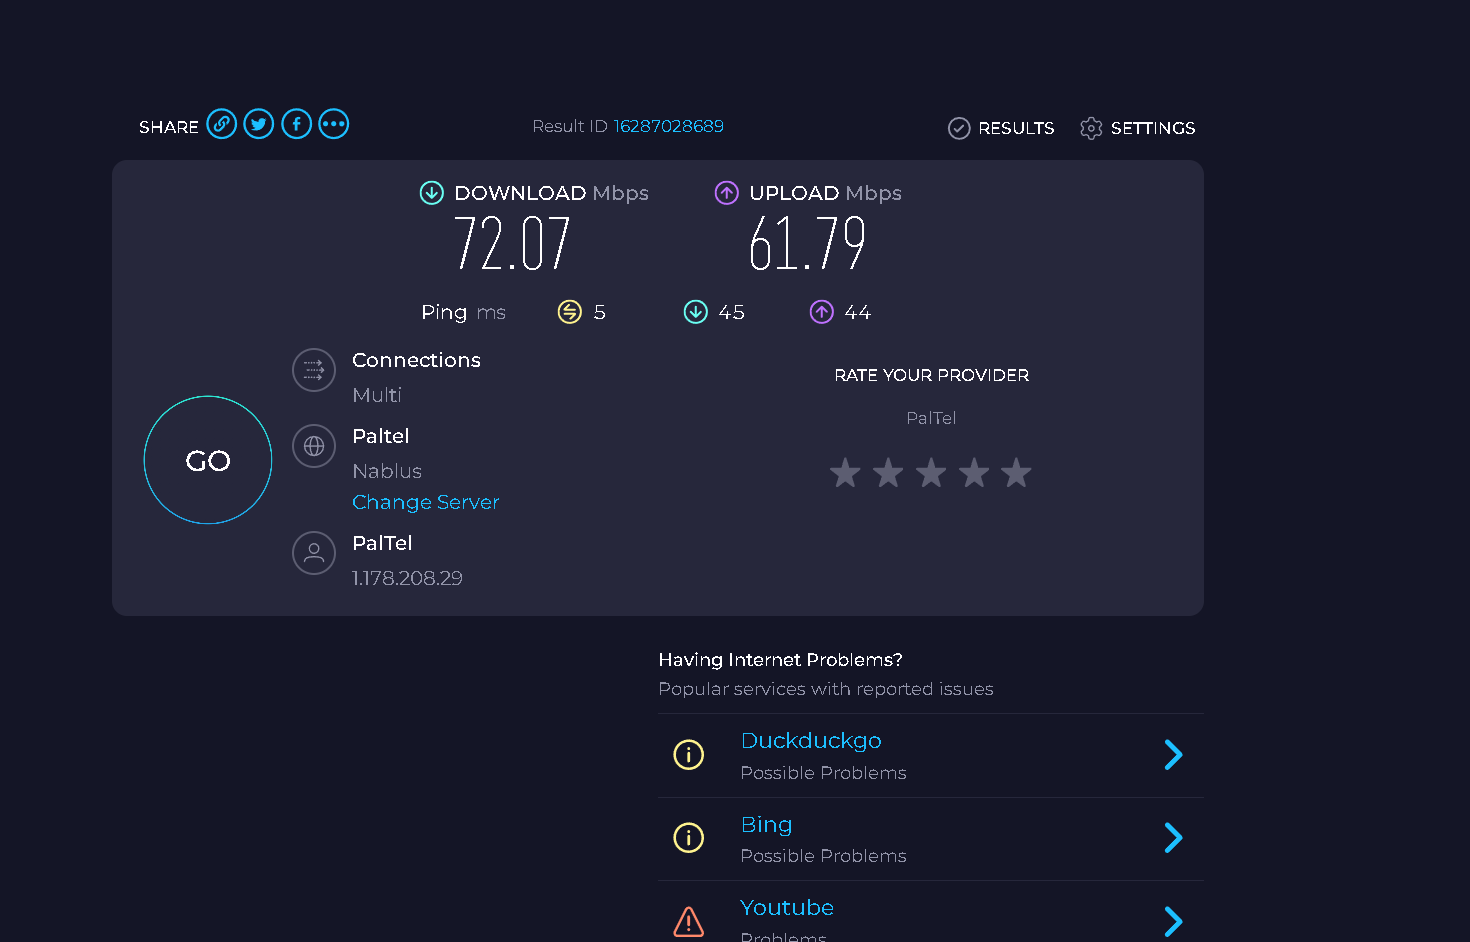 SHARE
Result ID 16287028689
RESULTS
SETTINGS
DOWNLOAD Mbps
72.07
UPLOAD Mbps
61.79
Ping ms 5 45 44
Connections
Multi
Paltel
Nablus
Change Server
PalTel
1.178.208.29
GO
RATE YOUR PROVIDER
PalTel
Having Internet Problems?
Popular services with reported issues
Duckduckgo
Possible Problems
Bing
Possible Problems
Youtube
Problems